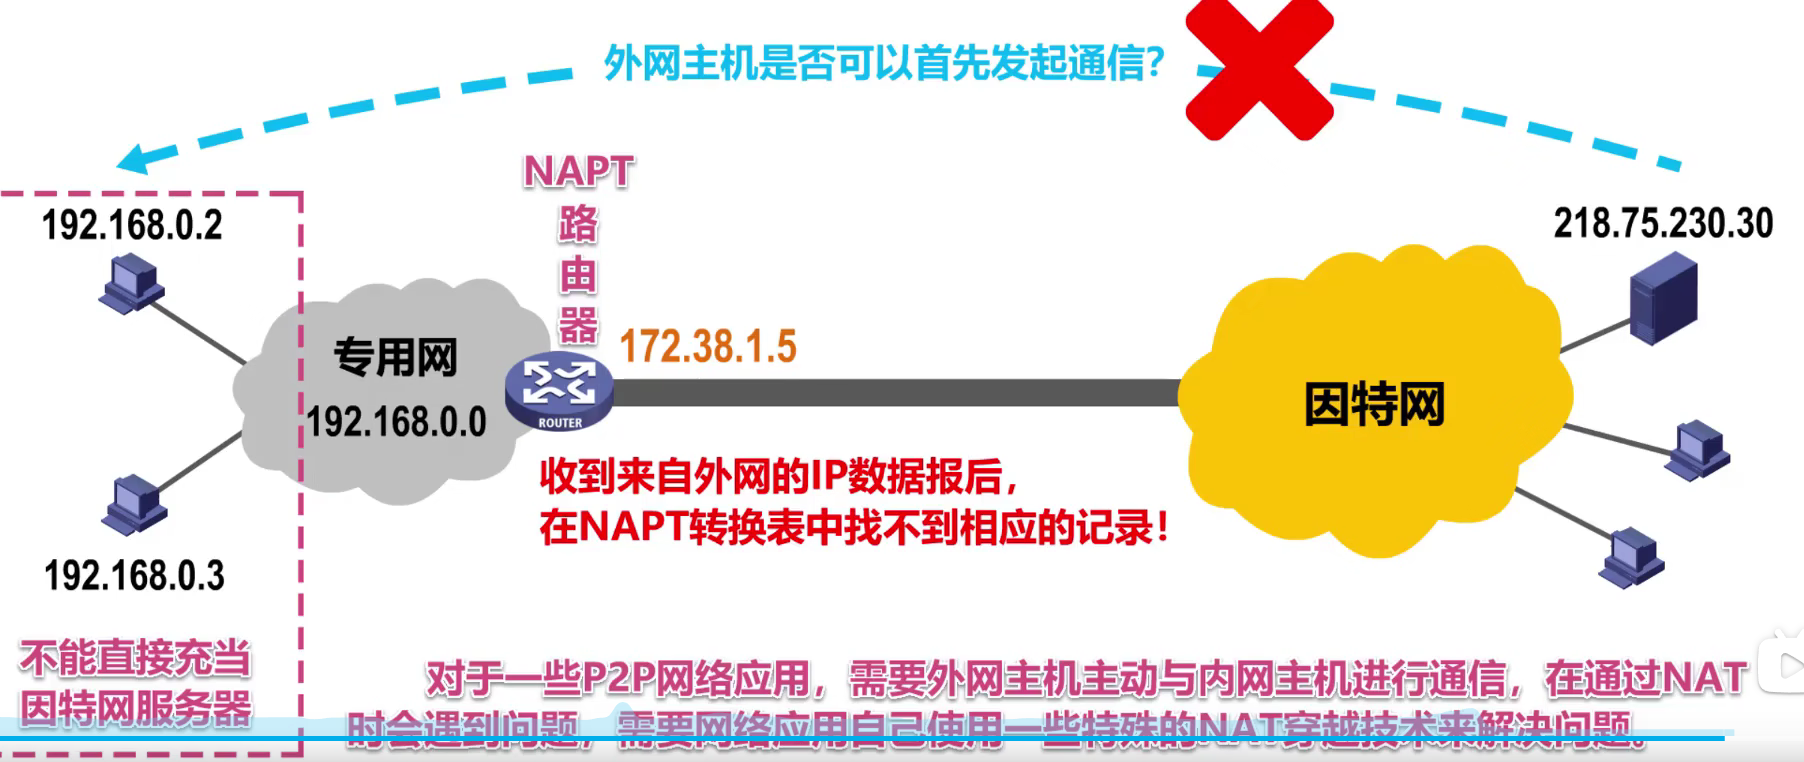 外网主机是否可以首先发起通信？
NAPT
路
由
器
192.168.0.2
218.75.230.30
172.38.1.5
专用网
192.168.0.0
ROUTER
因特网
收到来自外网的IP数据报后，
在NAPT转换表中找不到相应的记录！
192.168.0.3
不能直接充当
因特网服务器
对于一些P2P网络应用，需要外网主机主动与内网主机进行通信，在通过NAT
时会遇到问题，需要网络应用自己使用一些特殊的NAT穿越技术来解决问题。